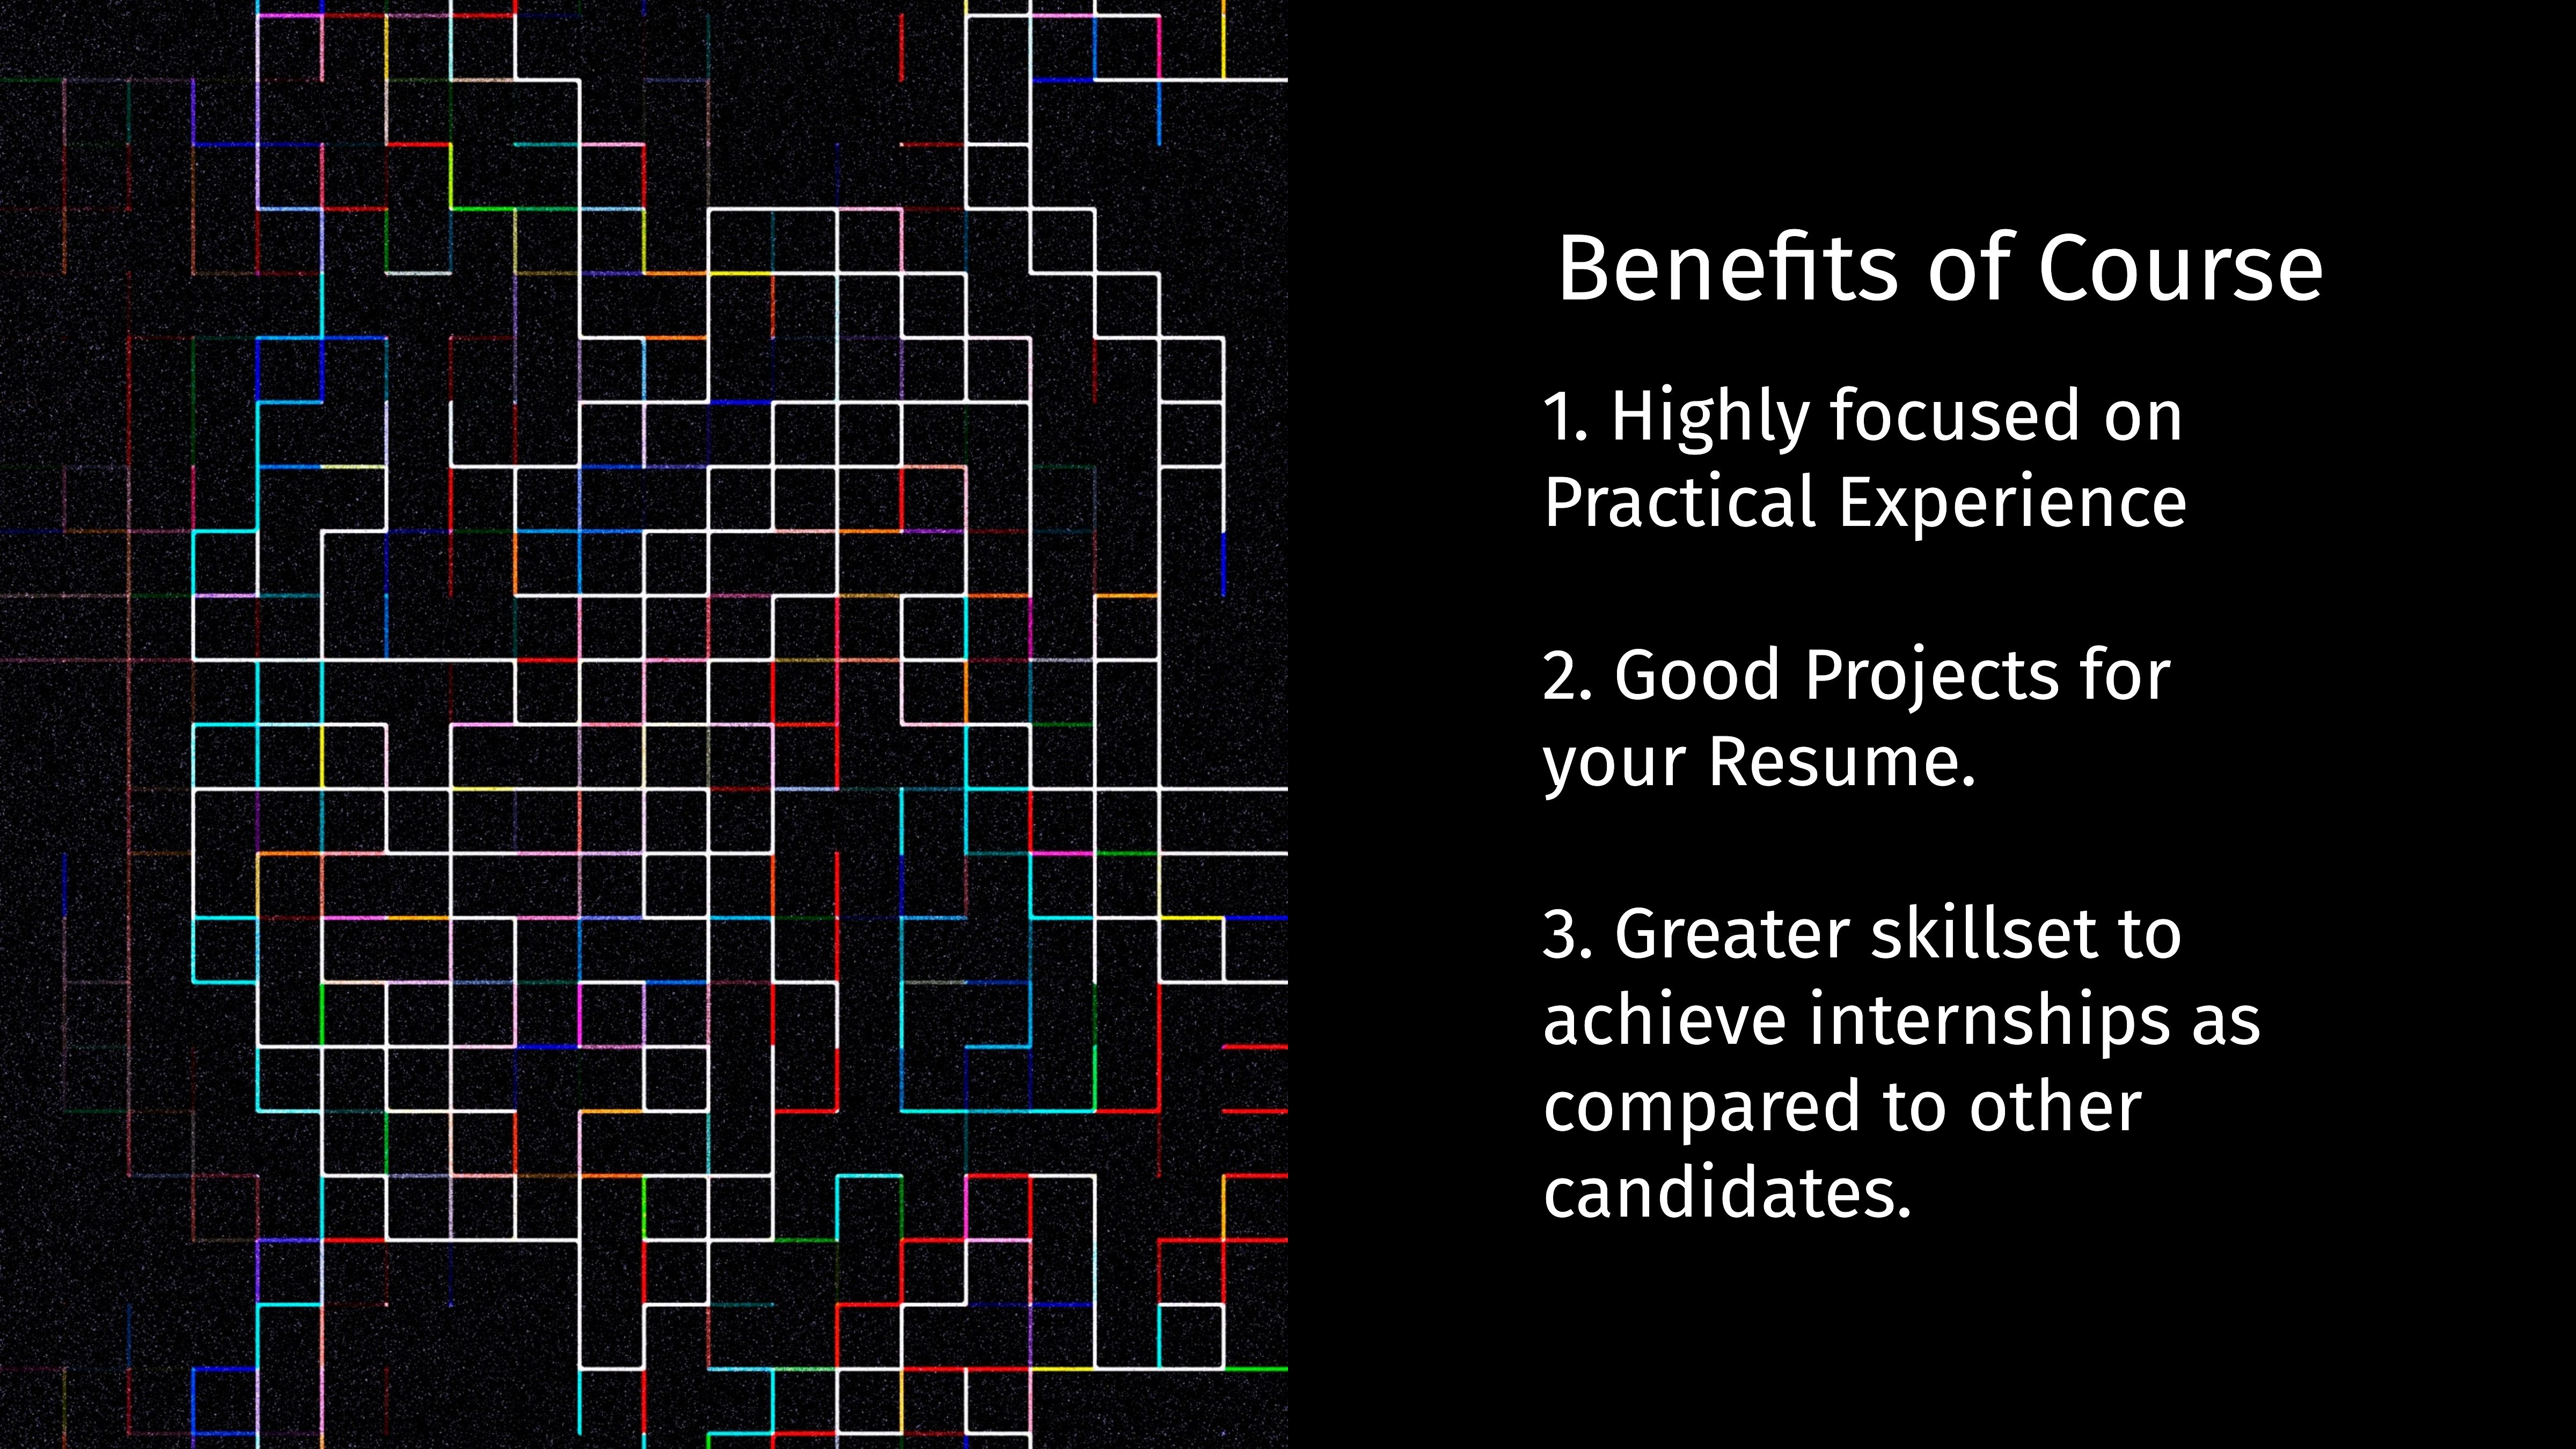 Benefits of Course
1. Highly focused on
Practical Experience
2. Good Projects for
your Resume.
3. Greater skillset to
achieve internships as
compared to other
candidates.